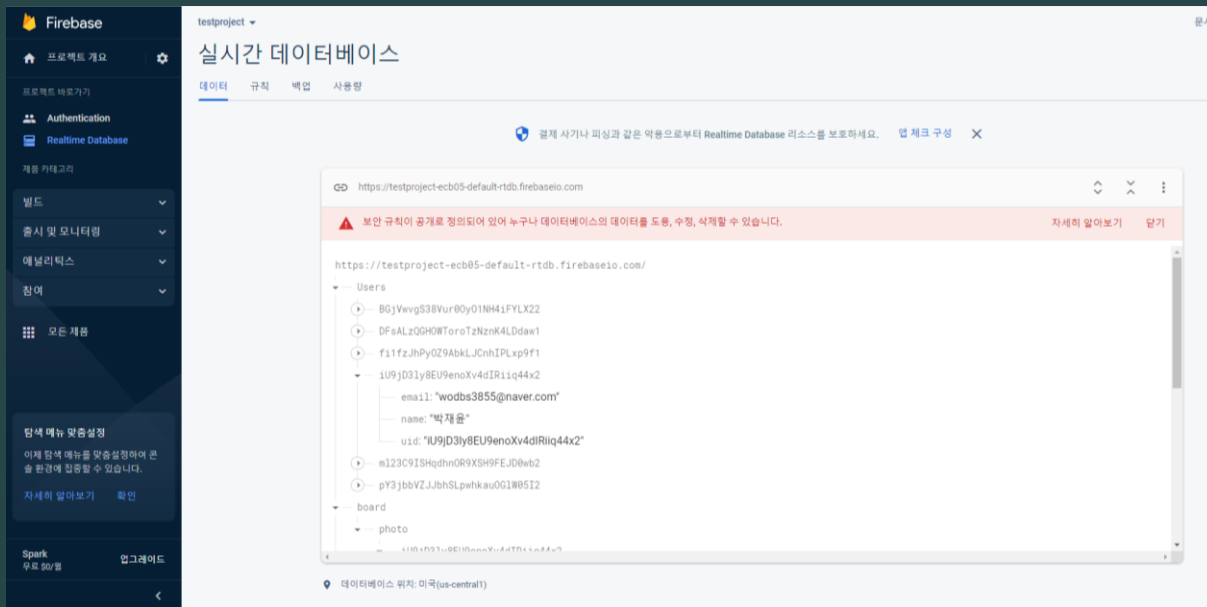 Firebase
프로젝트 개요
프로젝트 바로가기
Authentication
Realtime Database
제품 카테고리
빌드
출시 및 모니터링
애널리틱스
참여
모든 제품
탐색 메뉴 맞춤설정
이제 탐색 메뉴를 맞춤설정하여 콘
솔 환경에 집중할 수 있습니다.
자세히 알아보기 확인
Spark
무료 $0/월
업그레이드
testproject
실시간 데이터베이스
데이터 규칙 백업 사용량
결제 사기나 피싱과 같은 악용으로부터 Realtime Database 리소스를 보호하세요. 앱 체크 구성
https://testproject-ecb05-default-rtdb.firebaseio.com
보안 규칙이 공개로 정의되어 있어 누구나 데이터베이스의 데이터를 도용, 수정, 삭제할 수 있습니다. 자세히 알아보기 닫기
https://testproject-ecb05-default-rtdb.firebaseio.com/
Users
BGjVwvgS38Vur0OyO1NH4iFYLX22
DFsALzQGHOWToroTzNznK4LDdaw1
fi1fzJhPyOZ9AbkLJCnhIPLxp9f1
iU9jD3ly8EU9enoXv4dIRiiq44x2
email: "wodbs3855@naver.com"
name: "박재윤"
uid: "iU9jD3ly8EU9enoXv4dIRiiq44x2"
ml23C9ISHqdhnOR9XSH9FEJD0wb2
pY3jbbVZJJbhSLpwhkauOGlW05I2
board
photo
데이터베이스 위치: 미국(us-central1)